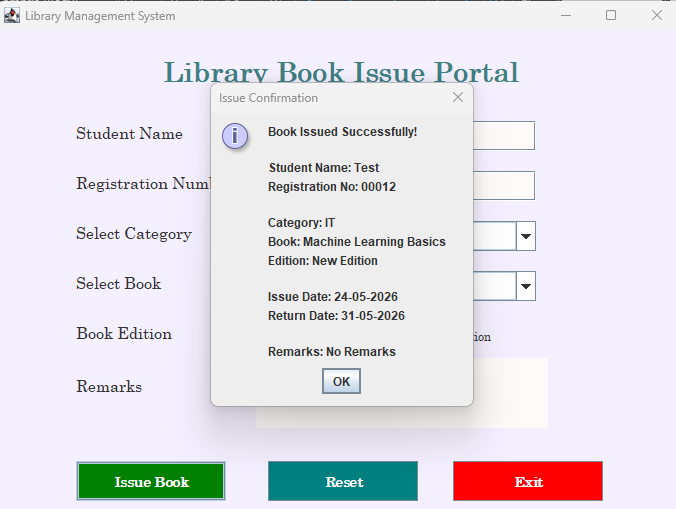 Library Management System
Library Book Issue Portal
Issue Confirmation
Student Name
Registration Num
Select Category
Select Book
Book Edition
Remarks
Book Issued Successfully!
Student Name: Test
Registration No: 00012
Category: IT
Book: Machine Learning Basics
Edition: New Edition
Issue Date: 24-05-2026
Return Date: 31-05-2026
Remarks: No Remarks
OK
tion
Issue Book
Reset
Exit